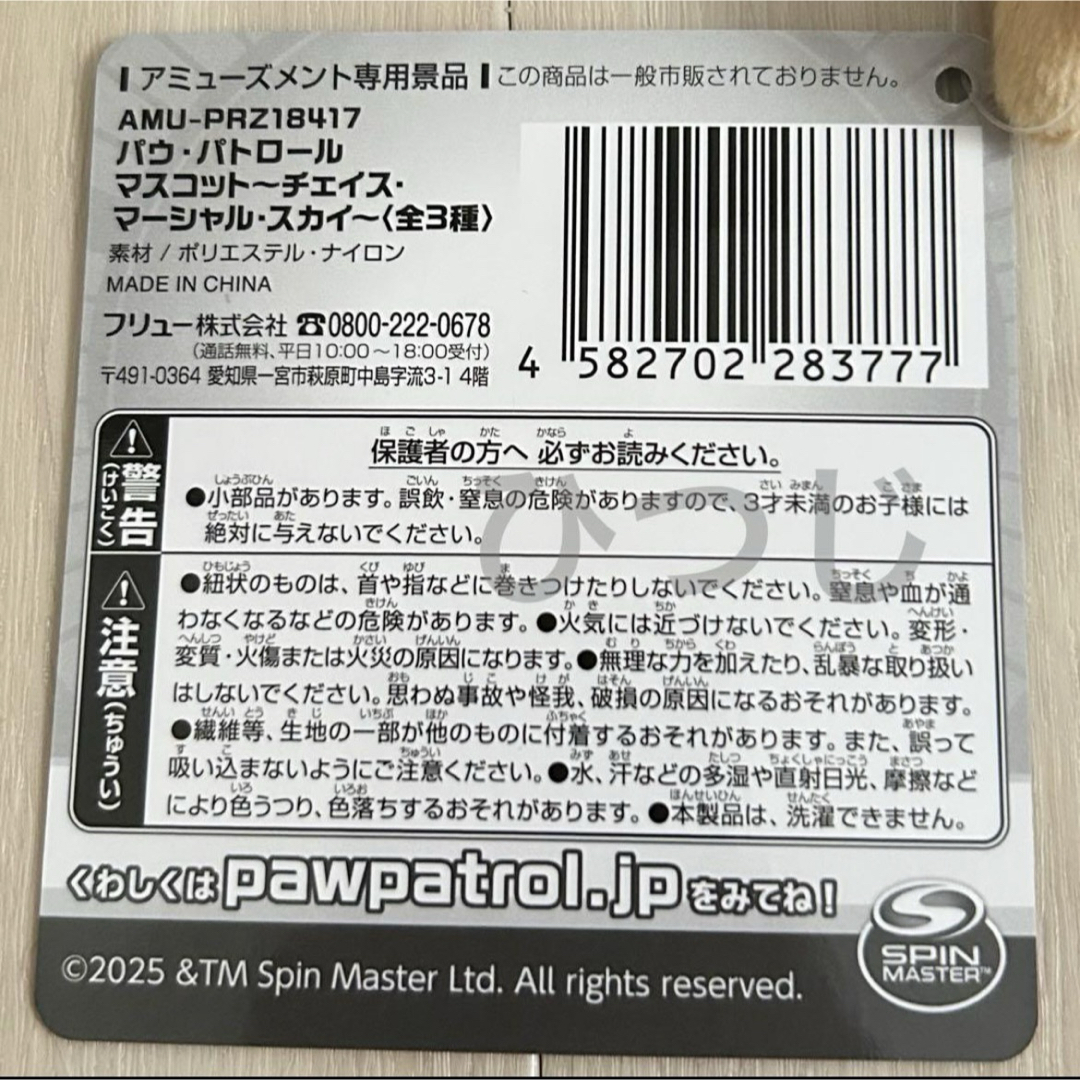 アミューズメント専用景品 この商品は一般市販されておりません。
AMU-PRZ18417
パウ・パトロール
マスコット〜チェイス・
マーシャル・スカイ〜〈全3種〉
素材 / ポリエステル・ナイロン
MADE IN CHINA
フリュー株式会社 ☎0800-222-0678
(通話無料、平日10:00〜18:00受付)
〒491-0364 愛知県一宮市萩原町中島字流3-1 4階
4 582702 283777
警告(けいこく)
保護者の方へ 必ずお読みください。
●小部品があります。誤飲・窒息の危険がありますので、3才未満のお子様には
絶対に与えないでください。
注意(ちゅうい)
●紐状のものは、首や指などに巻きつけたりしないでください。窒息や血が通
わなくなるなどの危険があります。●火気には近づけないでください。変形・
変質・火傷または火災の原因になります。●無理な力を加えたり、乱暴な取り扱い
はしないでください。思わぬ事故や怪我、破損の原因になるおそれがあります。
●繊維等、生地の一部が他のものに付着するおそれがあります。また、誤って
吸い込まないようにご注意ください。●水、汗などの多湿や直射日光、摩擦など
により色うつり、色落ちするおそれがあります。●本製品は、洗濯できません。
ひつじ
くわしくはpawpatrol.jpをみてね!
SPIN
MASTER™
©2025 &TM Spin Master Ltd. All rights reserved.